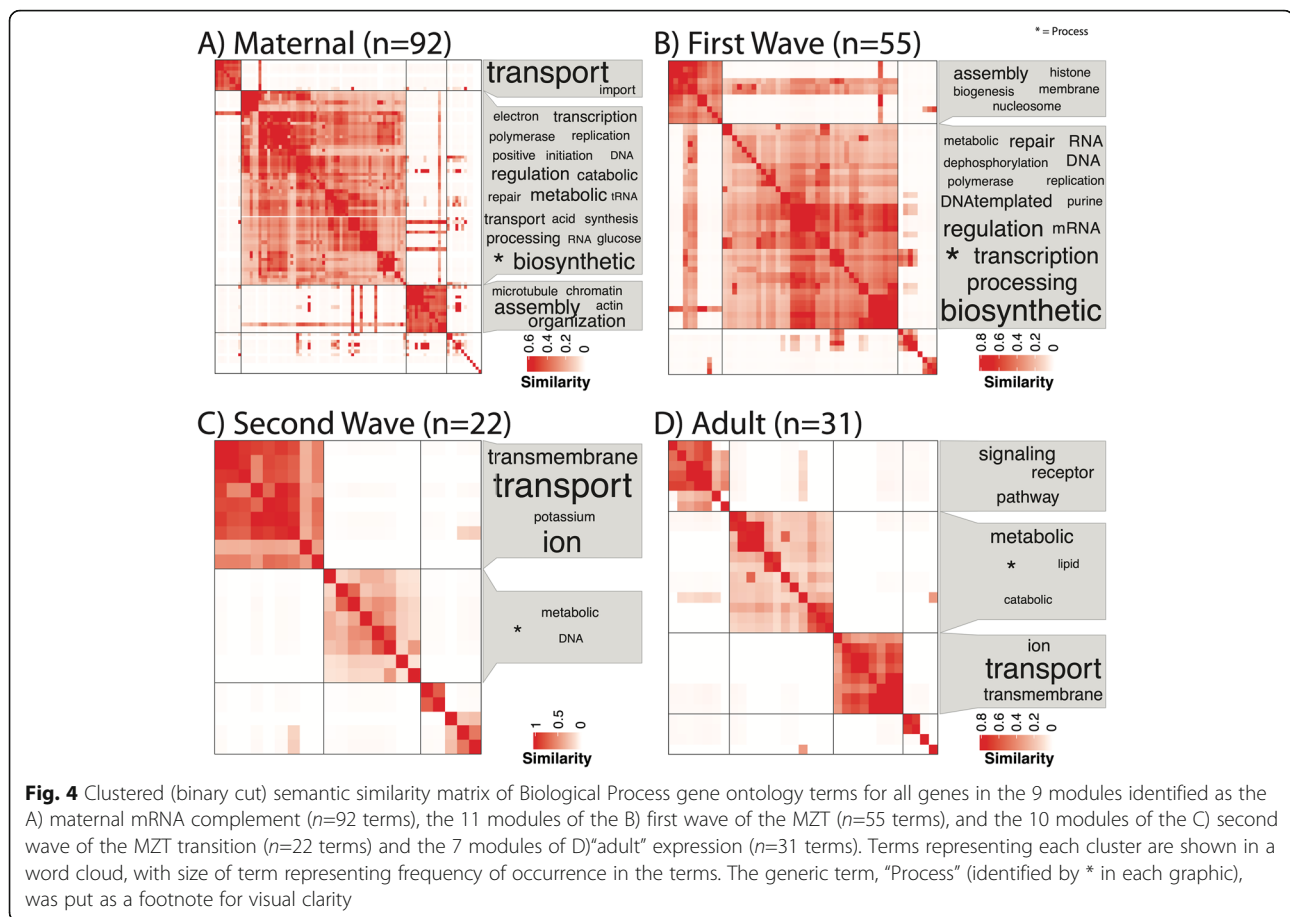 A) Maternal (n=92)
transport
import
electron transcription
polymerase replication
positive initiation DNA
regulation catabolic
repair metabolic tRNA
transport acid synthesis
processing RNA glucose
* biosynthetic
microtubule chromatin
assembly actin
organization
0.6 0.4 0.2 0
Similarity
B) First Wave (n=55)
* = Process
assembly histone
biogenesis membrane
nucleosome
metabolic repair RNA
dephosphorylation DNA
polymerase replication
DNAtemplated purine
regulation mRNA
* transcription
processing
biosynthetic
0.8 0.6 0.4 0.2 0
Similarity
C) Second Wave (n=22)
transmembrane
transport
potassium
ion
metabolic
* DNA
1 0.5 0
Similarity
D) Adult (n=31)
signaling
receptor
pathway
metabolic
* lipid
catabolic
ion
transport
transmembrane
0.8 0.6 0.4 0.2 0
Similarity
Fig. 4 Clustered (binary cut) semantic similarity matrix of Biological Process gene ontology terms for all genes in the 9 modules identified as the
A) maternal mRNA complement (n=92 terms), the 11 modules of the B) first wave of the MZT (n=55 terms), and the 10 modules of the C) second
wave of the MZT transition (n=22 terms) and the 7 modules of D)“adult” expression (n=31 terms). Terms representing each cluster are shown in a
word cloud, with size of term representing frequency of occurrence in the terms. The generic term, “Process” (identified by * in each graphic),
was put as a footnote for visual clarity